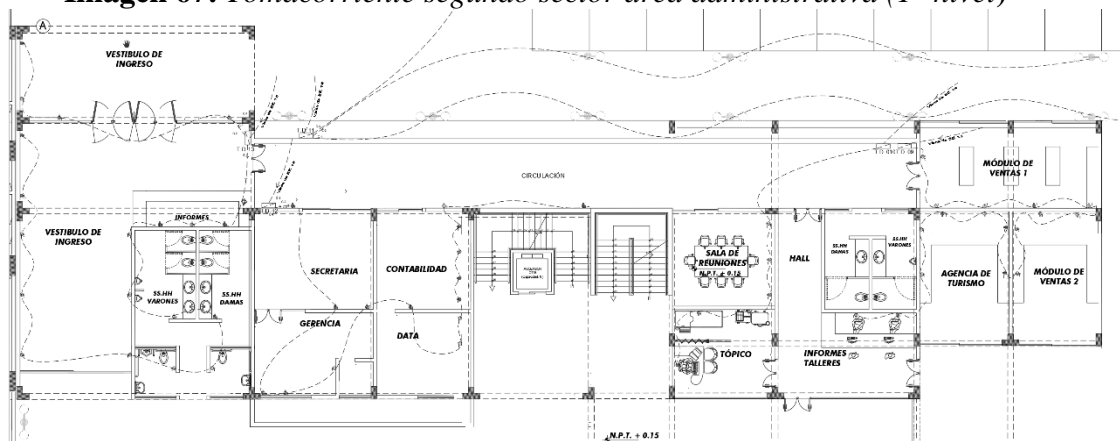 Imagen 67. Tomacorriente segundo sector área administrativa (1° nivel)
A
VESTIBULO DE
INGRESO
CIRCULACIÓN
MÓDULO DE
VENTAS 1
INFORMES
VESTIBULO DE
INGRESO
SS.HH
VARONES
SS.HH
DAMAS
SECRETARIA
CONTABILIDAD
GERENCIA
DATA
SALA DE
REUNIONES
N.P.T. + 0.15
HALL
SS.HH
DAMAS
SS.HH
VARONES
AGENCIA DE
TURISMO
MÓDULO DE
VENTAS 2
TÓPICO
INFORMES
TALLERES
N.P.T. + 0.15